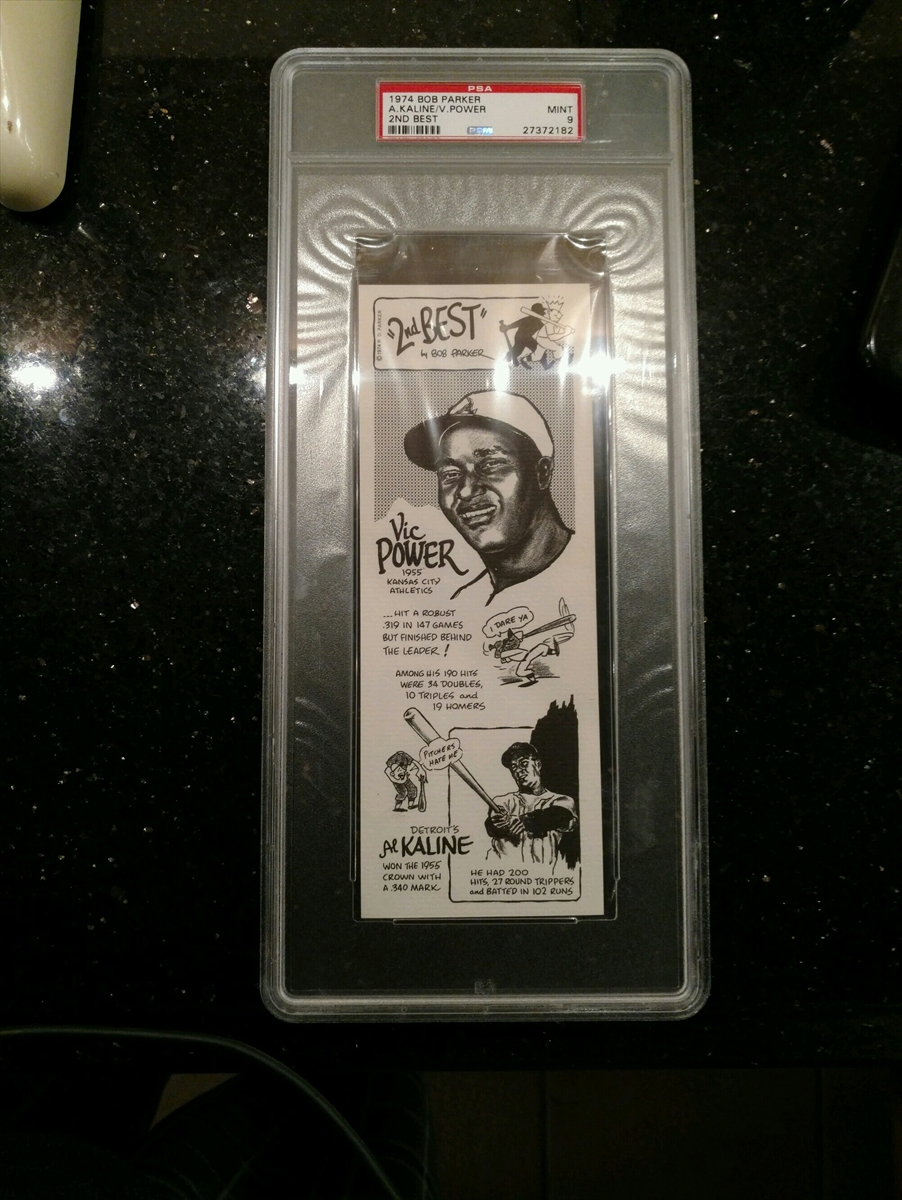 PSA
1974 BOB PARKER
A.KALINE/V.POWER MINT
2ND BEST 9
27372182
"2nd BEST"
by BOB PARKER
Vic
POWER
1955
KANSAS CITY
ATHLETICS
...HIT A ROBUST
.319 IN 147 GAMES
BUT FINISHED BEHIND
THE LEADER!
I DARE YA
AMONG HIS 190 HITS
WERE 34 DOUBLES,
10 TRIPLES and
19 HOMERS
PITCHERS
HATE ME
DETROIT'S
Al KALINE
WON THE 1955
CROWN WITH
A .340 MARK
HE HAD 200
HITS, 27 ROUND TRIPPERS
and BATTED IN 102 RUNS